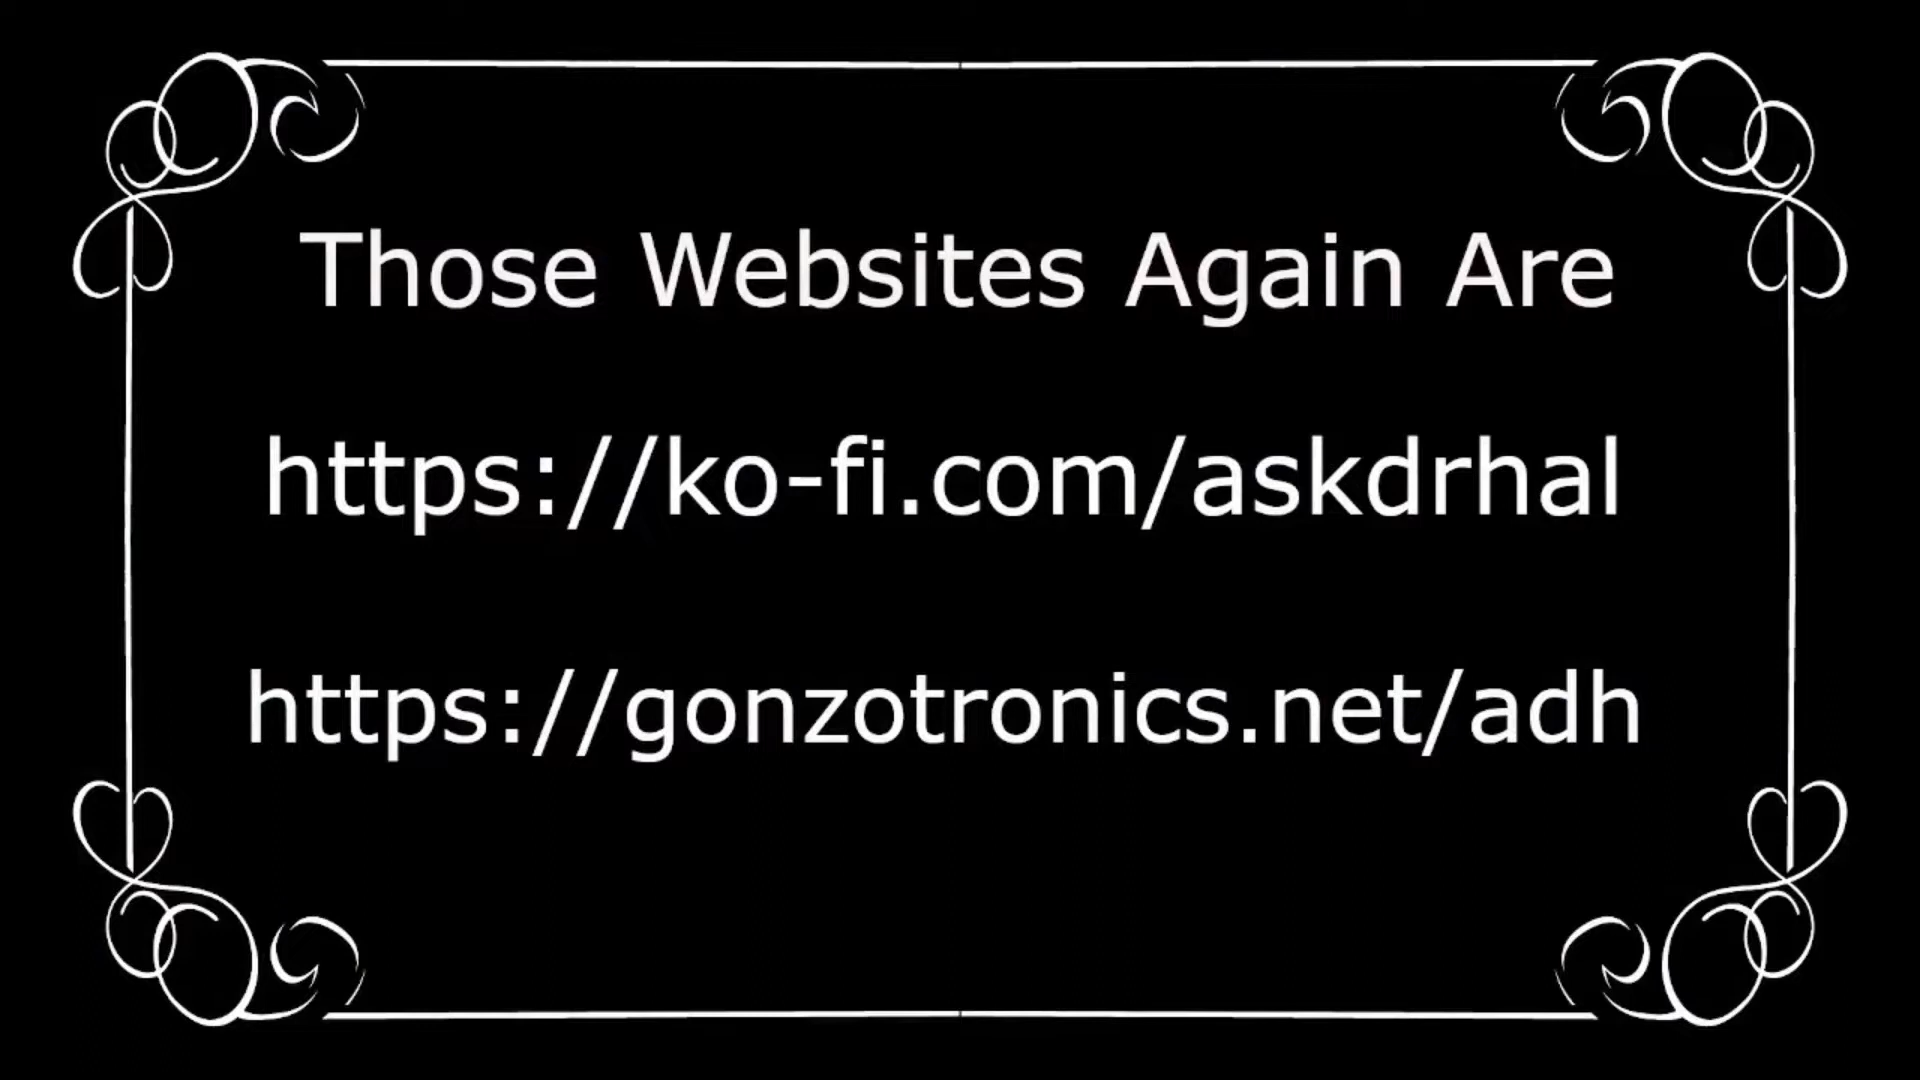 Those Websites Again Are
https://ko-fi.com/askdrhal
https://gonzotronics.net/adh